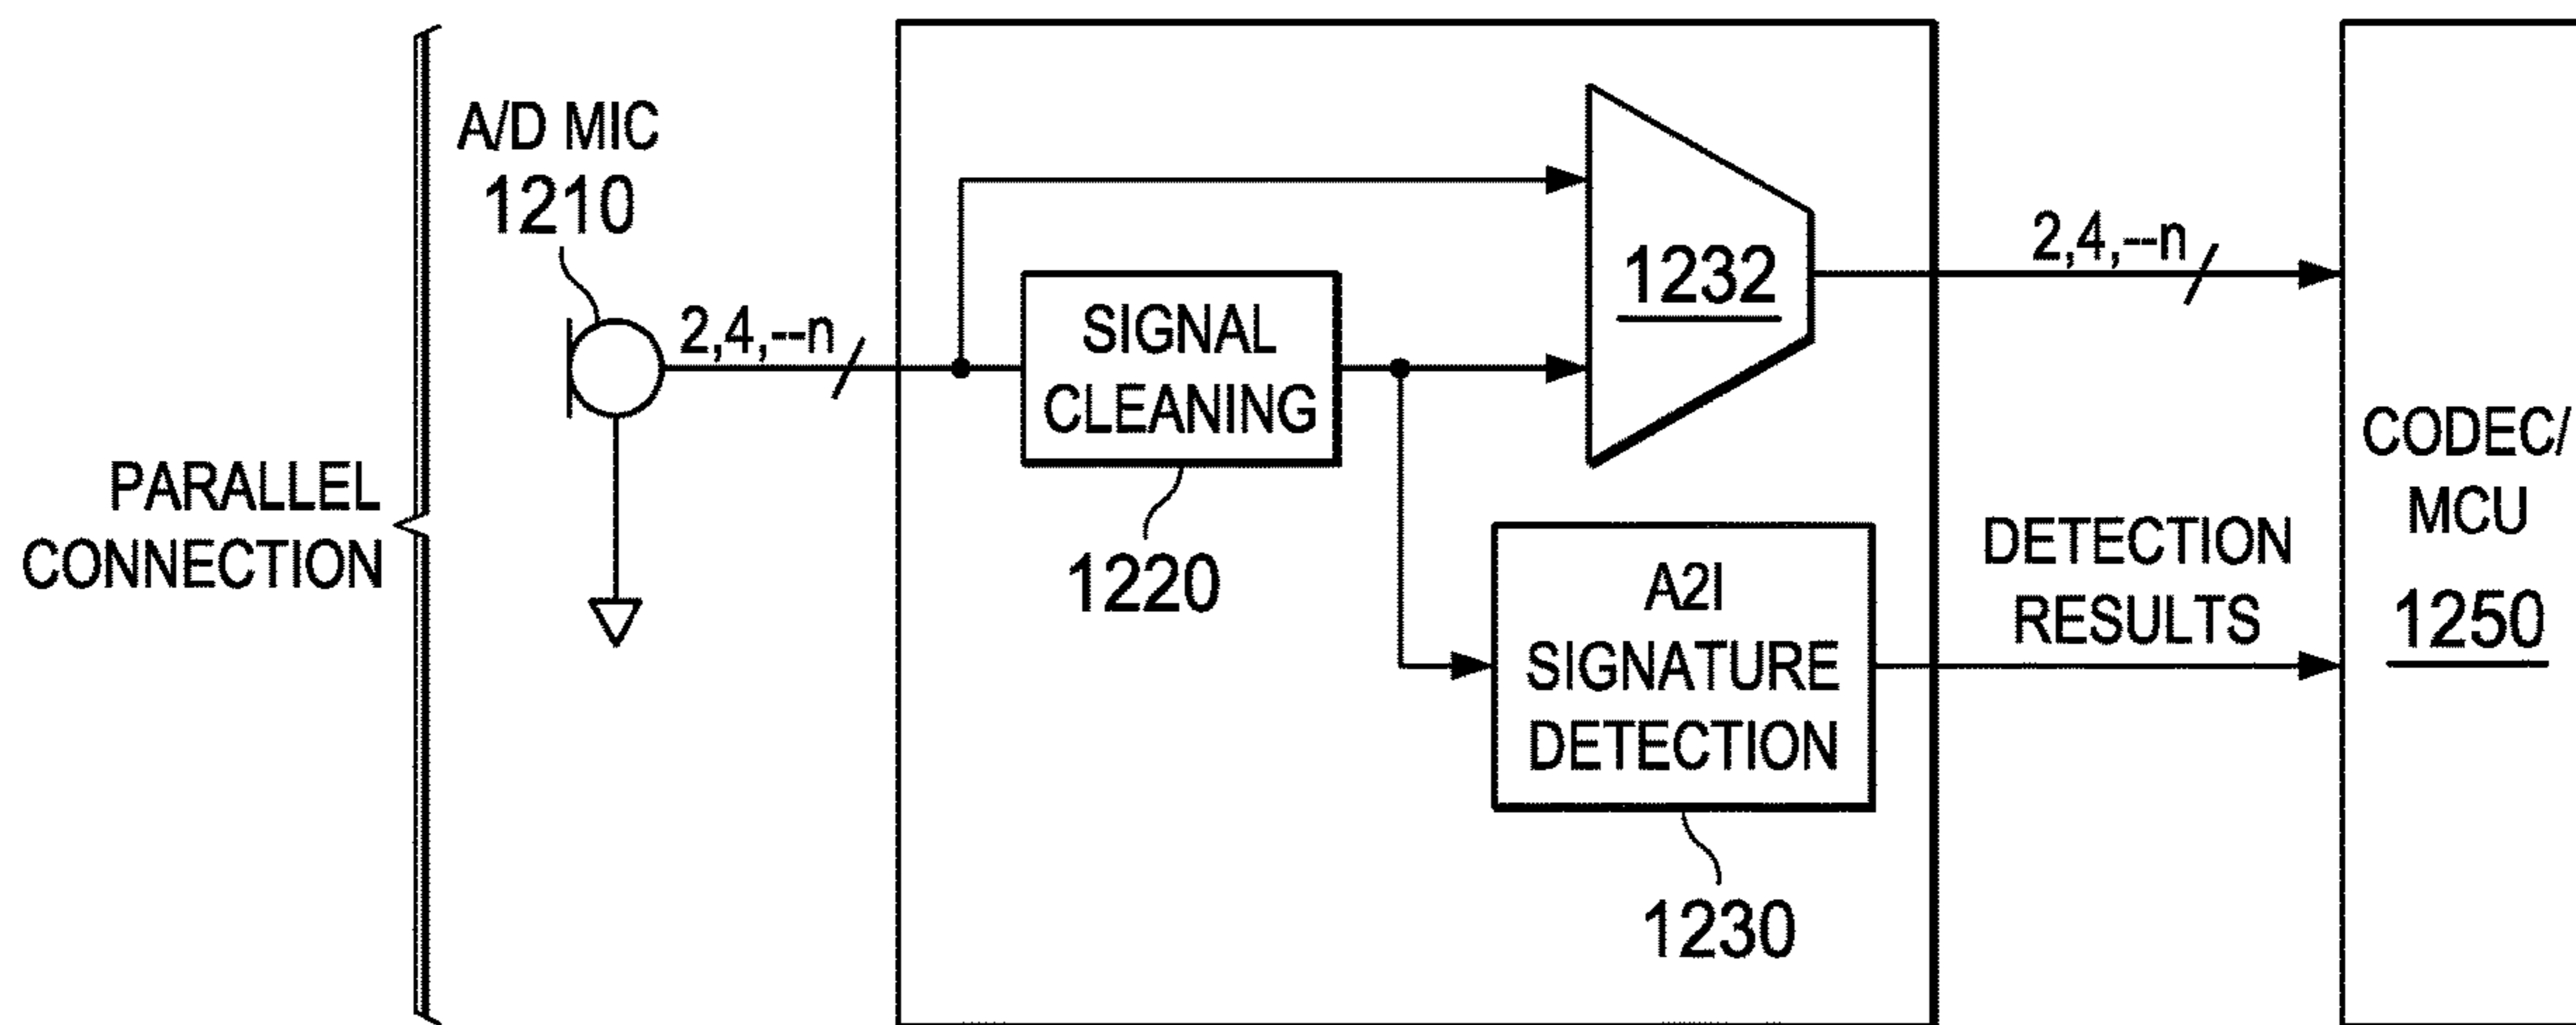 PARALLEL
CONNECTION
A/D MIC
1210
2,4,--n
SIGNAL
CLEANING
1220
1232
A2I
SIGNATURE
DETECTION
1230
2,4,--n
DETECTION
RESULTS
CODEC/
MCU
1250